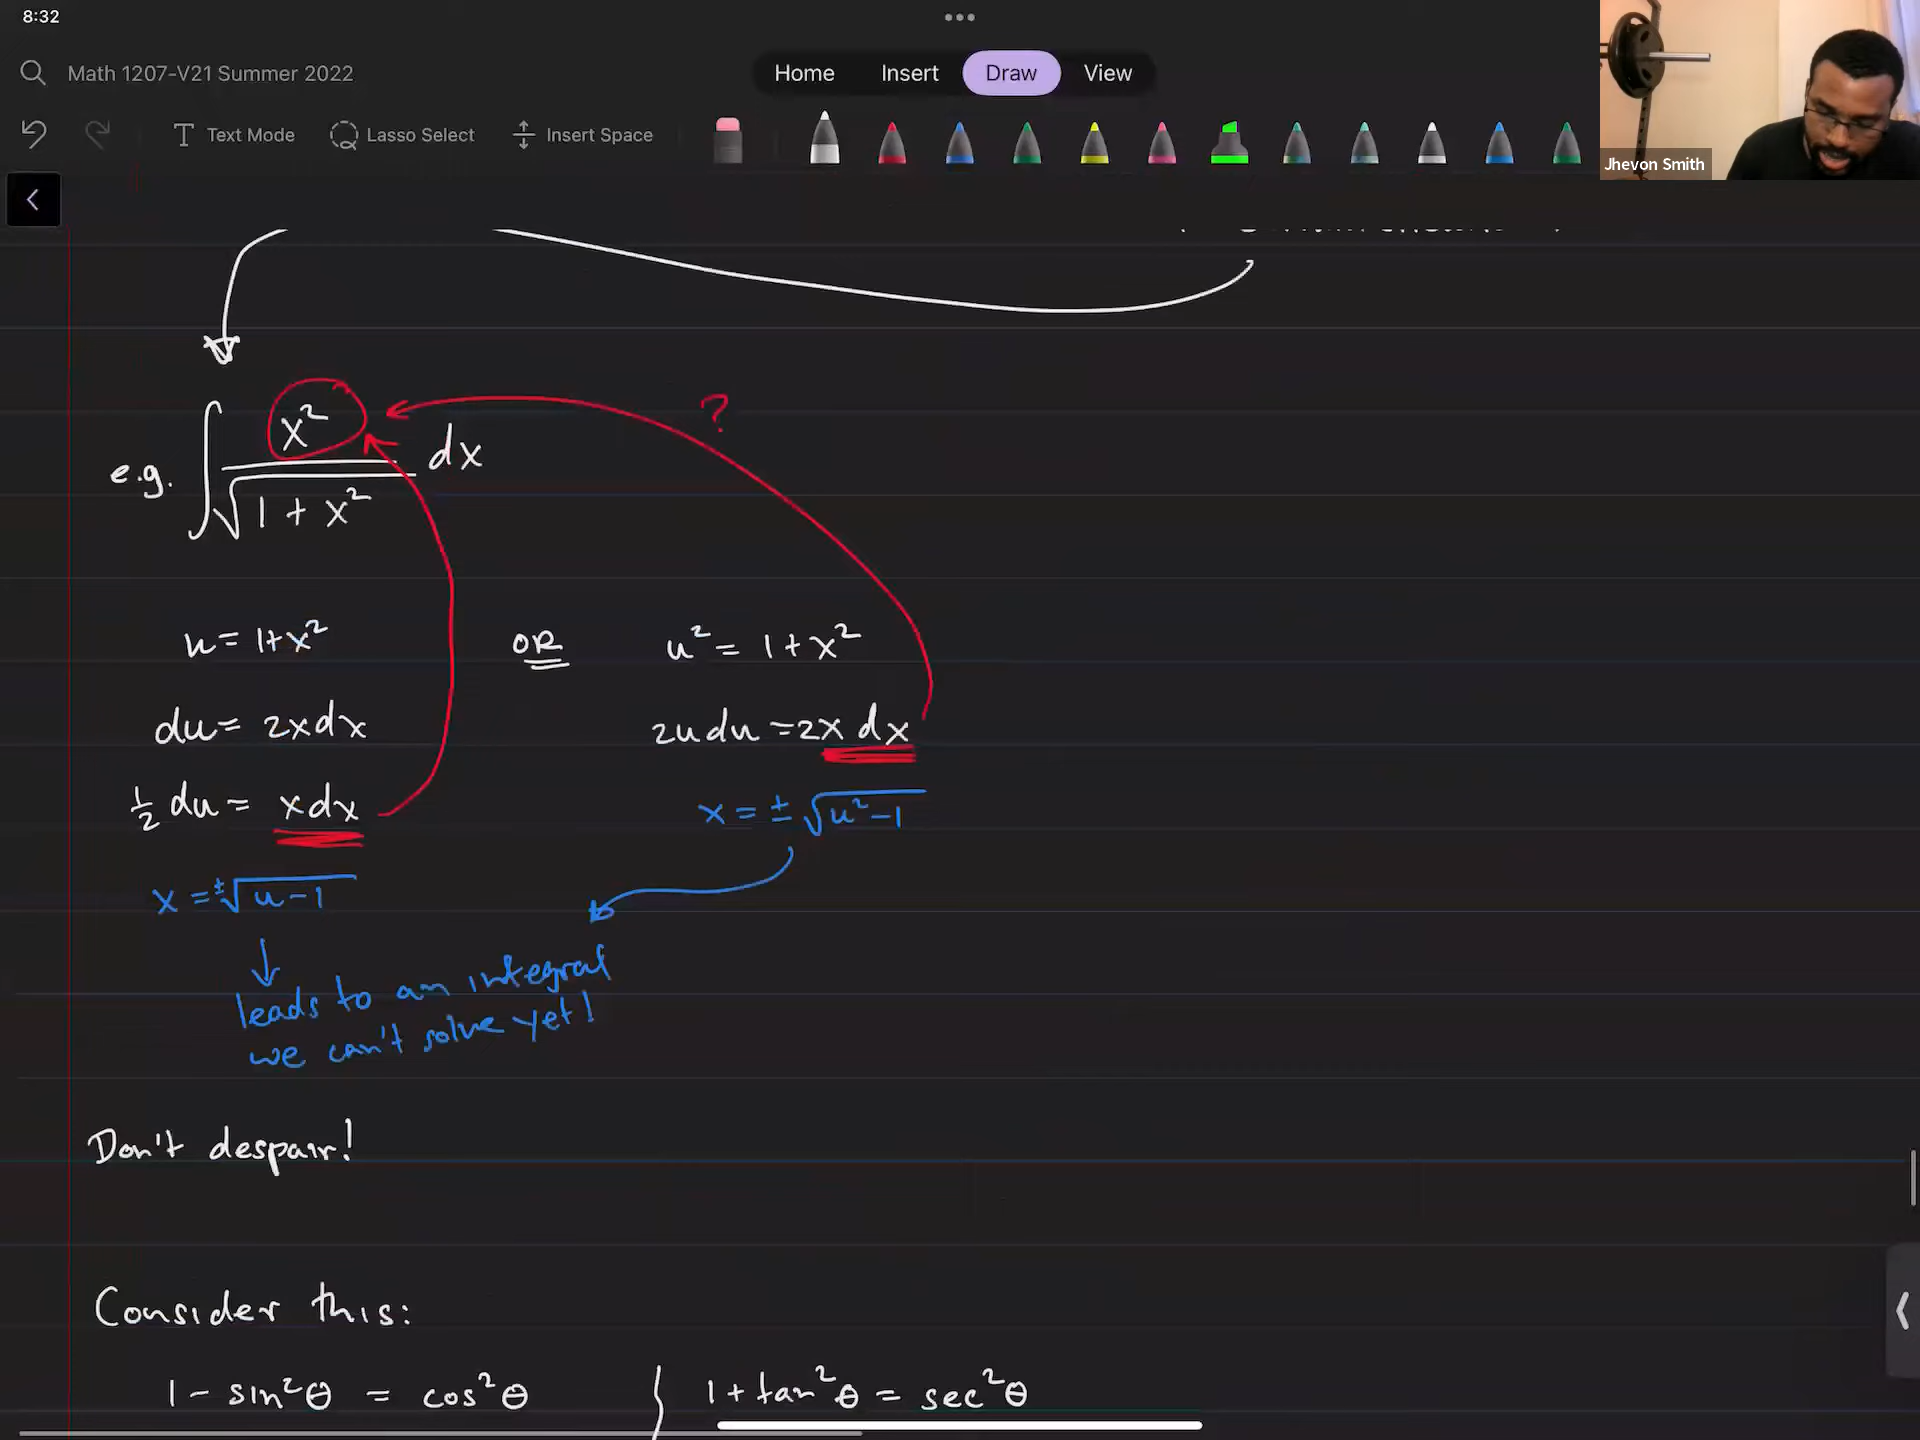 8:32
Math 1207-V21 Summer 2022
Home Insert Draw View
Text Mode Lasso Select Insert Space
Jhevon Smith
e.g. ∫ x² / √(1 + x²) dx
?
u = 1+x² OR u² = 1 + x²
du = 2xdx 2udu = 2x dx
½ du = xdx x = ± √(u²-1)
x = ±√(u-1)
leads to an integral
we can't solve yet!
Don't despair!
Consider this:
1 - sin²θ = cos²θ 1 + tan²θ = sec²θ